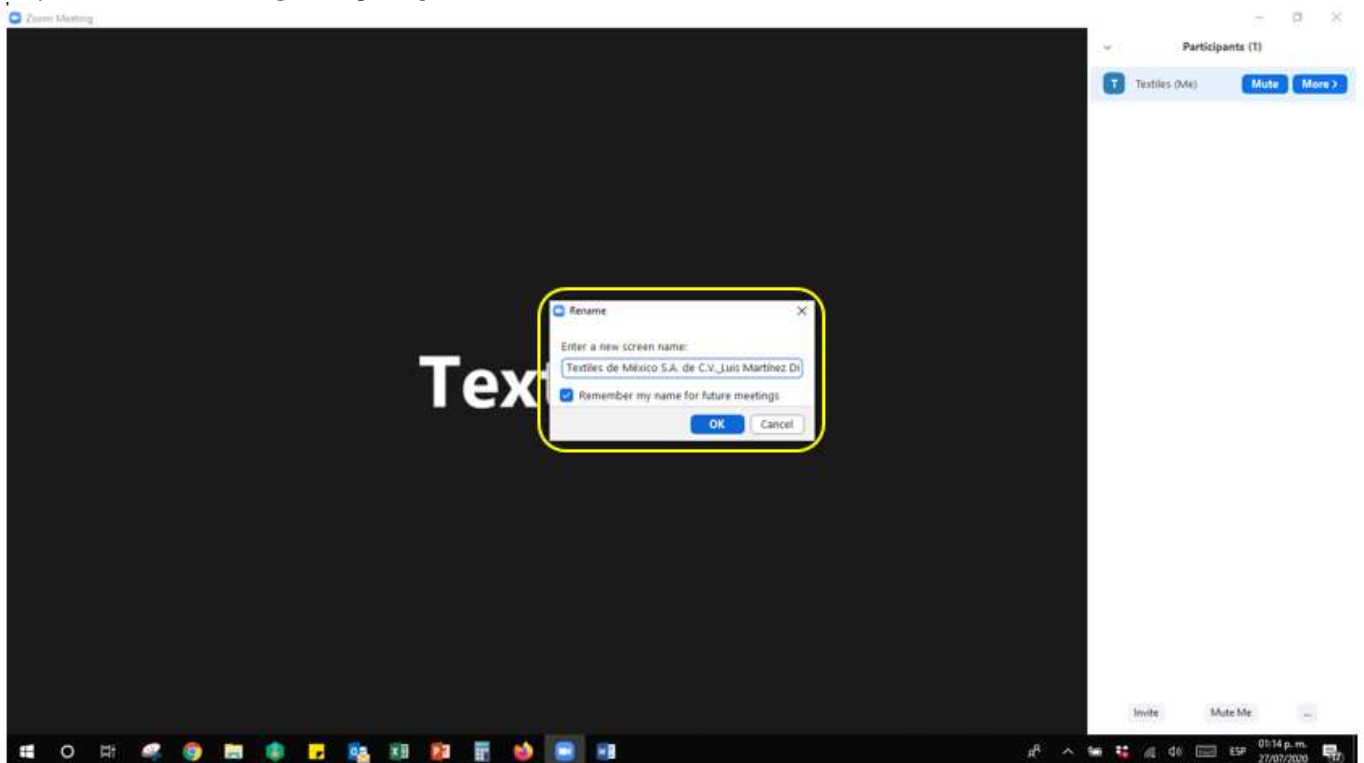 Zoom Meeting
Participants (1)
T
Textiles (Me)
Mute
More >
Rename
Enter a new screen name:
Textiles de México S.A. de C.V._Luis Martínez Di
Text
Remember my name for future meetings
OK
Cancel
Invite
Mute Me
...
ESP
01:14 p. m.
27/07/2020